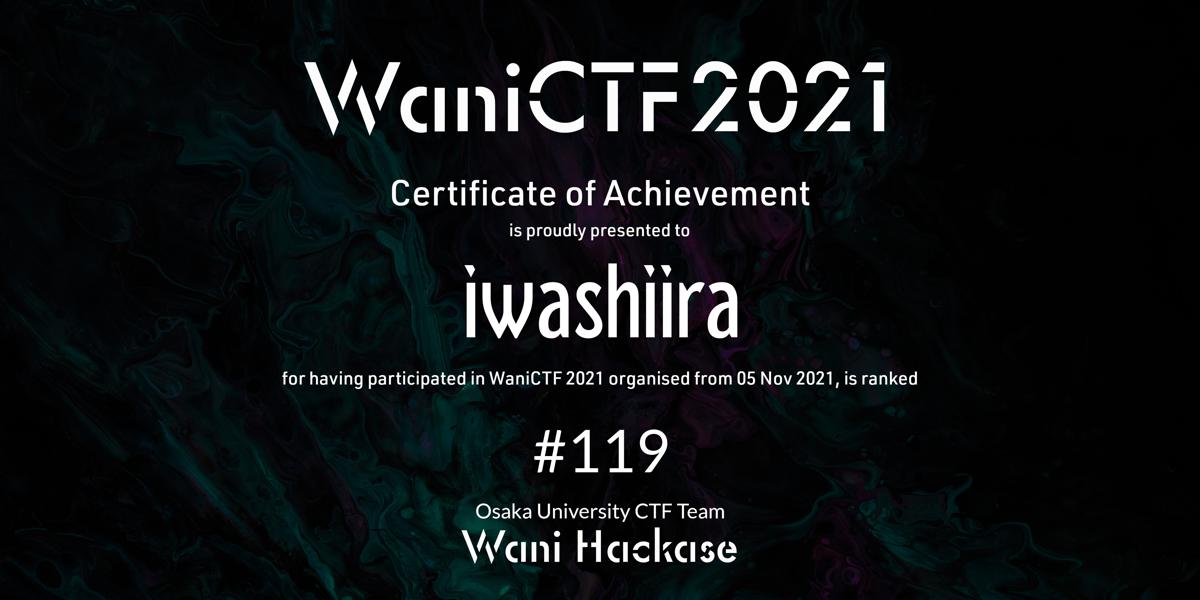 WaniCTF2021
Certificate of Achievement
is proudly presented to
iwashiira
for having participated in WaniCTF 2021 organised from 05 Nov 2021, is ranked
#119
Osaka University CTF Team
Wani Hackase